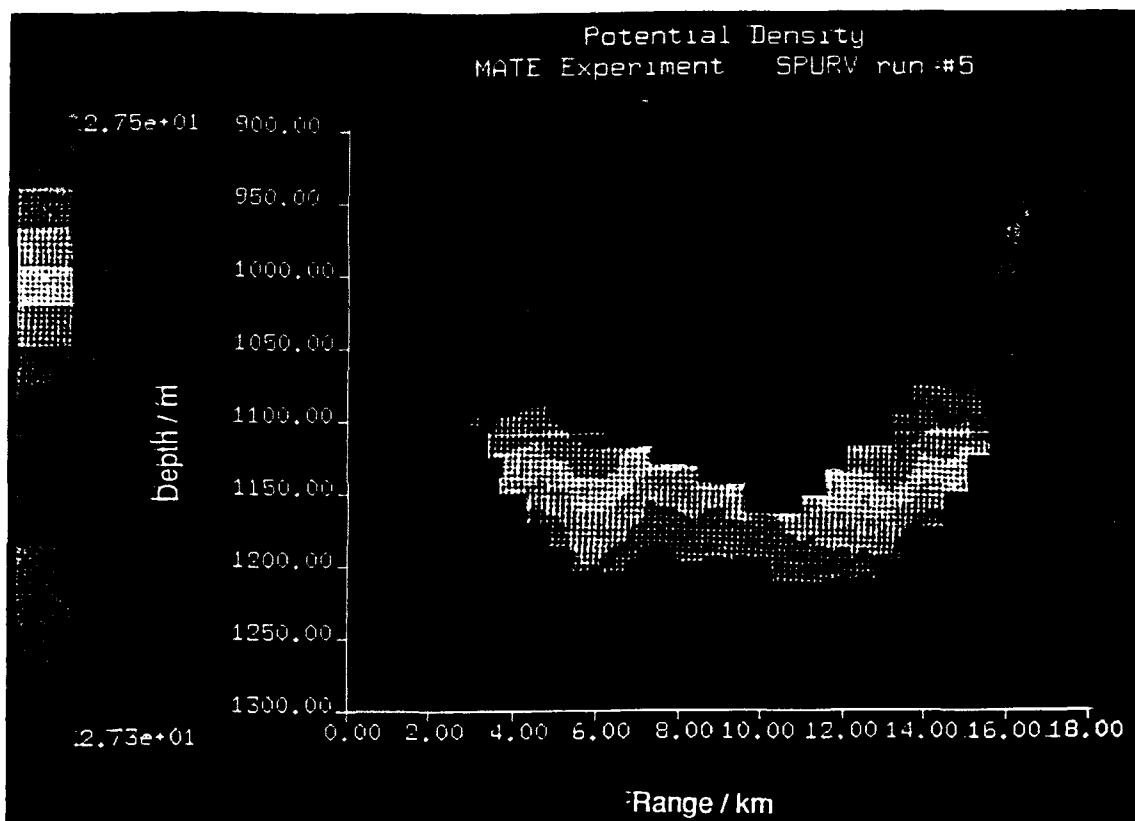 Potential Density
MATE Experiment SPURV run #5
2.75e+01
900.00
950.00
1000.00
1050.00
1100.00
1150.00
1200.00
1250.00
1300.00
Depth / m
2.73e+01
0.00 2.00 4.00 6.00 8.00 10.00 12.00 14.00 16.00 18.00
Range / km